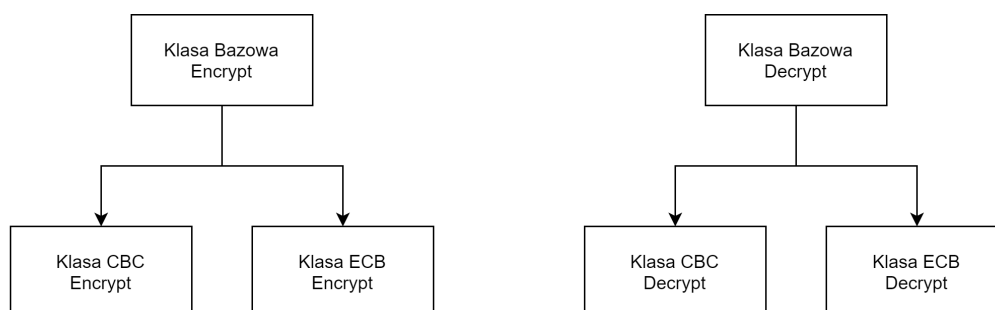 Klasa Bazowa
Encrypt
Klasa Bazowa
Decrypt
Klasa CBC
Encrypt
Klasa ECB
Encrypt
Klasa CBC
Decrypt
Klasa ECB
Decrypt